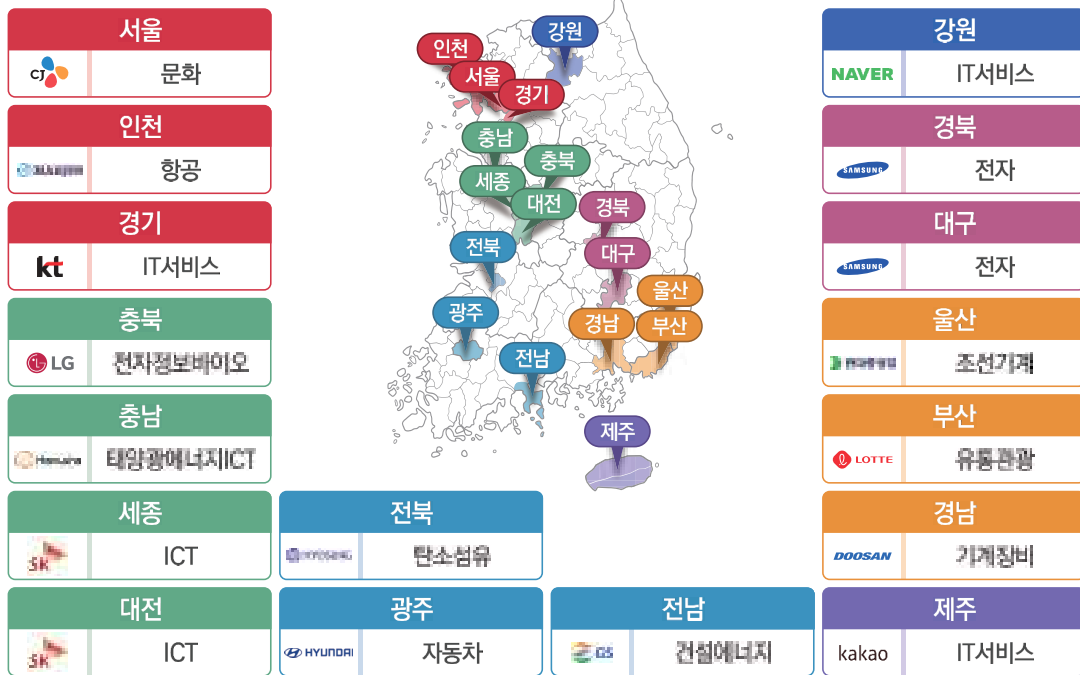 서울
CJ 문화
인천
항공
경기
kt IT서비스
충북
LG 전자정보바이오
충남
Hanwha 태양광에너지ICT
세종
SK ICT
대전
SK ICT
전북
HYOSUNG 탄소섬유
광주
HYUNDAI 자동차
전남
GS 건설에너지
강원
NAVER IT서비스
경북
SAMSUNG 전자
대구
SAMSUNG 전자
울산
조선기계
부산
LOTTE 유통관광
경남
DOOSAN 기계장비
제주
kakao IT서비스
강원
인천
서울
경기
충남
충북
세종
대전
경북
전북
대구
울산
광주
경남
부산
전남
제주